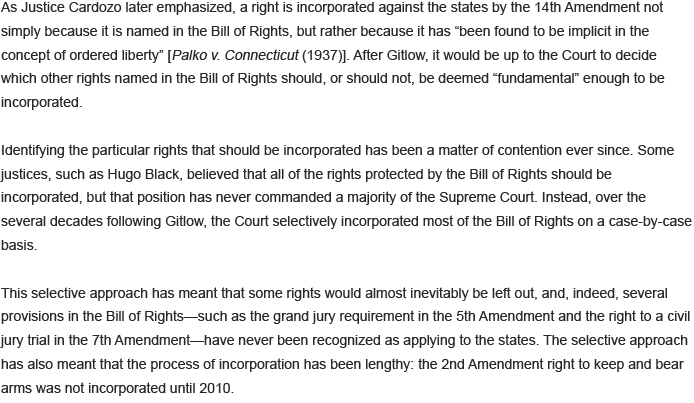 As Justice Cardozo later emphasized, a right is incorporated against the states by the 14th Amendment not
simply because it is named in the Bill of Rights, but rather because it has “been found to be implicit in the
concept of ordered liberty” [Palko v. Connecticut (1937)]. After Gitlow, it would be up to the Court to decide
which other rights named in the Bill of Rights should, or should not, be deemed “fundamental” enough to be
incorporated.

Identifying the particular rights that should be incorporated has been a matter of contention ever since. Some
justices, such as Hugo Black, believed that all of the rights protected by the Bill of Rights should be
incorporated, but that position has never commanded a majority of the Supreme Court. Instead, over the
several decades following Gitlow, the Court selectively incorporated most of the Bill of Rights on a case-by-case
basis.

This selective approach has meant that some rights would almost inevitably be left out, and, indeed, several
provisions in the Bill of Rights—such as the grand jury requirement in the 5th Amendment and the right to a civil
jury trial in the 7th Amendment—have never been recognized as applying to the states. The selective approach
has also meant that the process of incorporation has been lengthy: the 2nd Amendment right to keep and bear
arms was not incorporated until 2010.